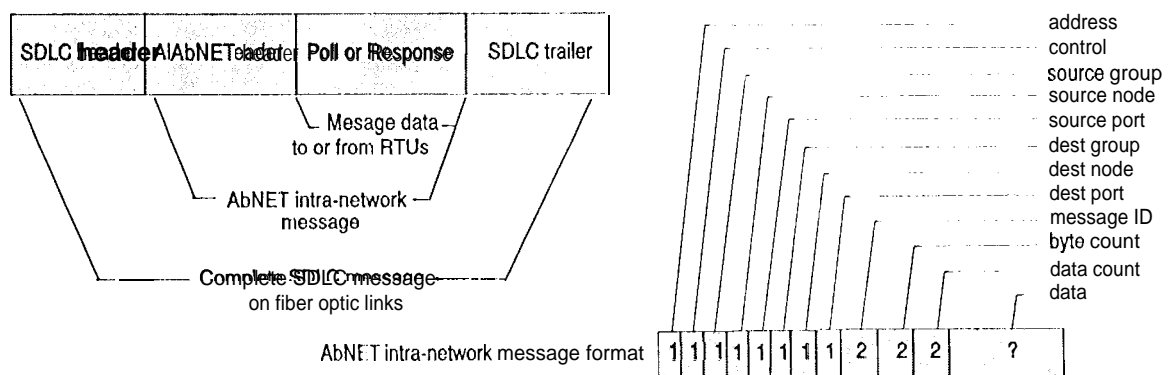 SDLC header AbNET header Poll or Response SDLC trailer
Mesage data
to or from RTUs
AbNET intra-network
message
Complete SDLC message
on fiber optic links
address
control
source group
source node
source port
dest group
dest node
dest port
message ID
byte count
data count
data
AbNET intra-network message format 1 1 1 1 1 1 1 1 2 2 2 ?